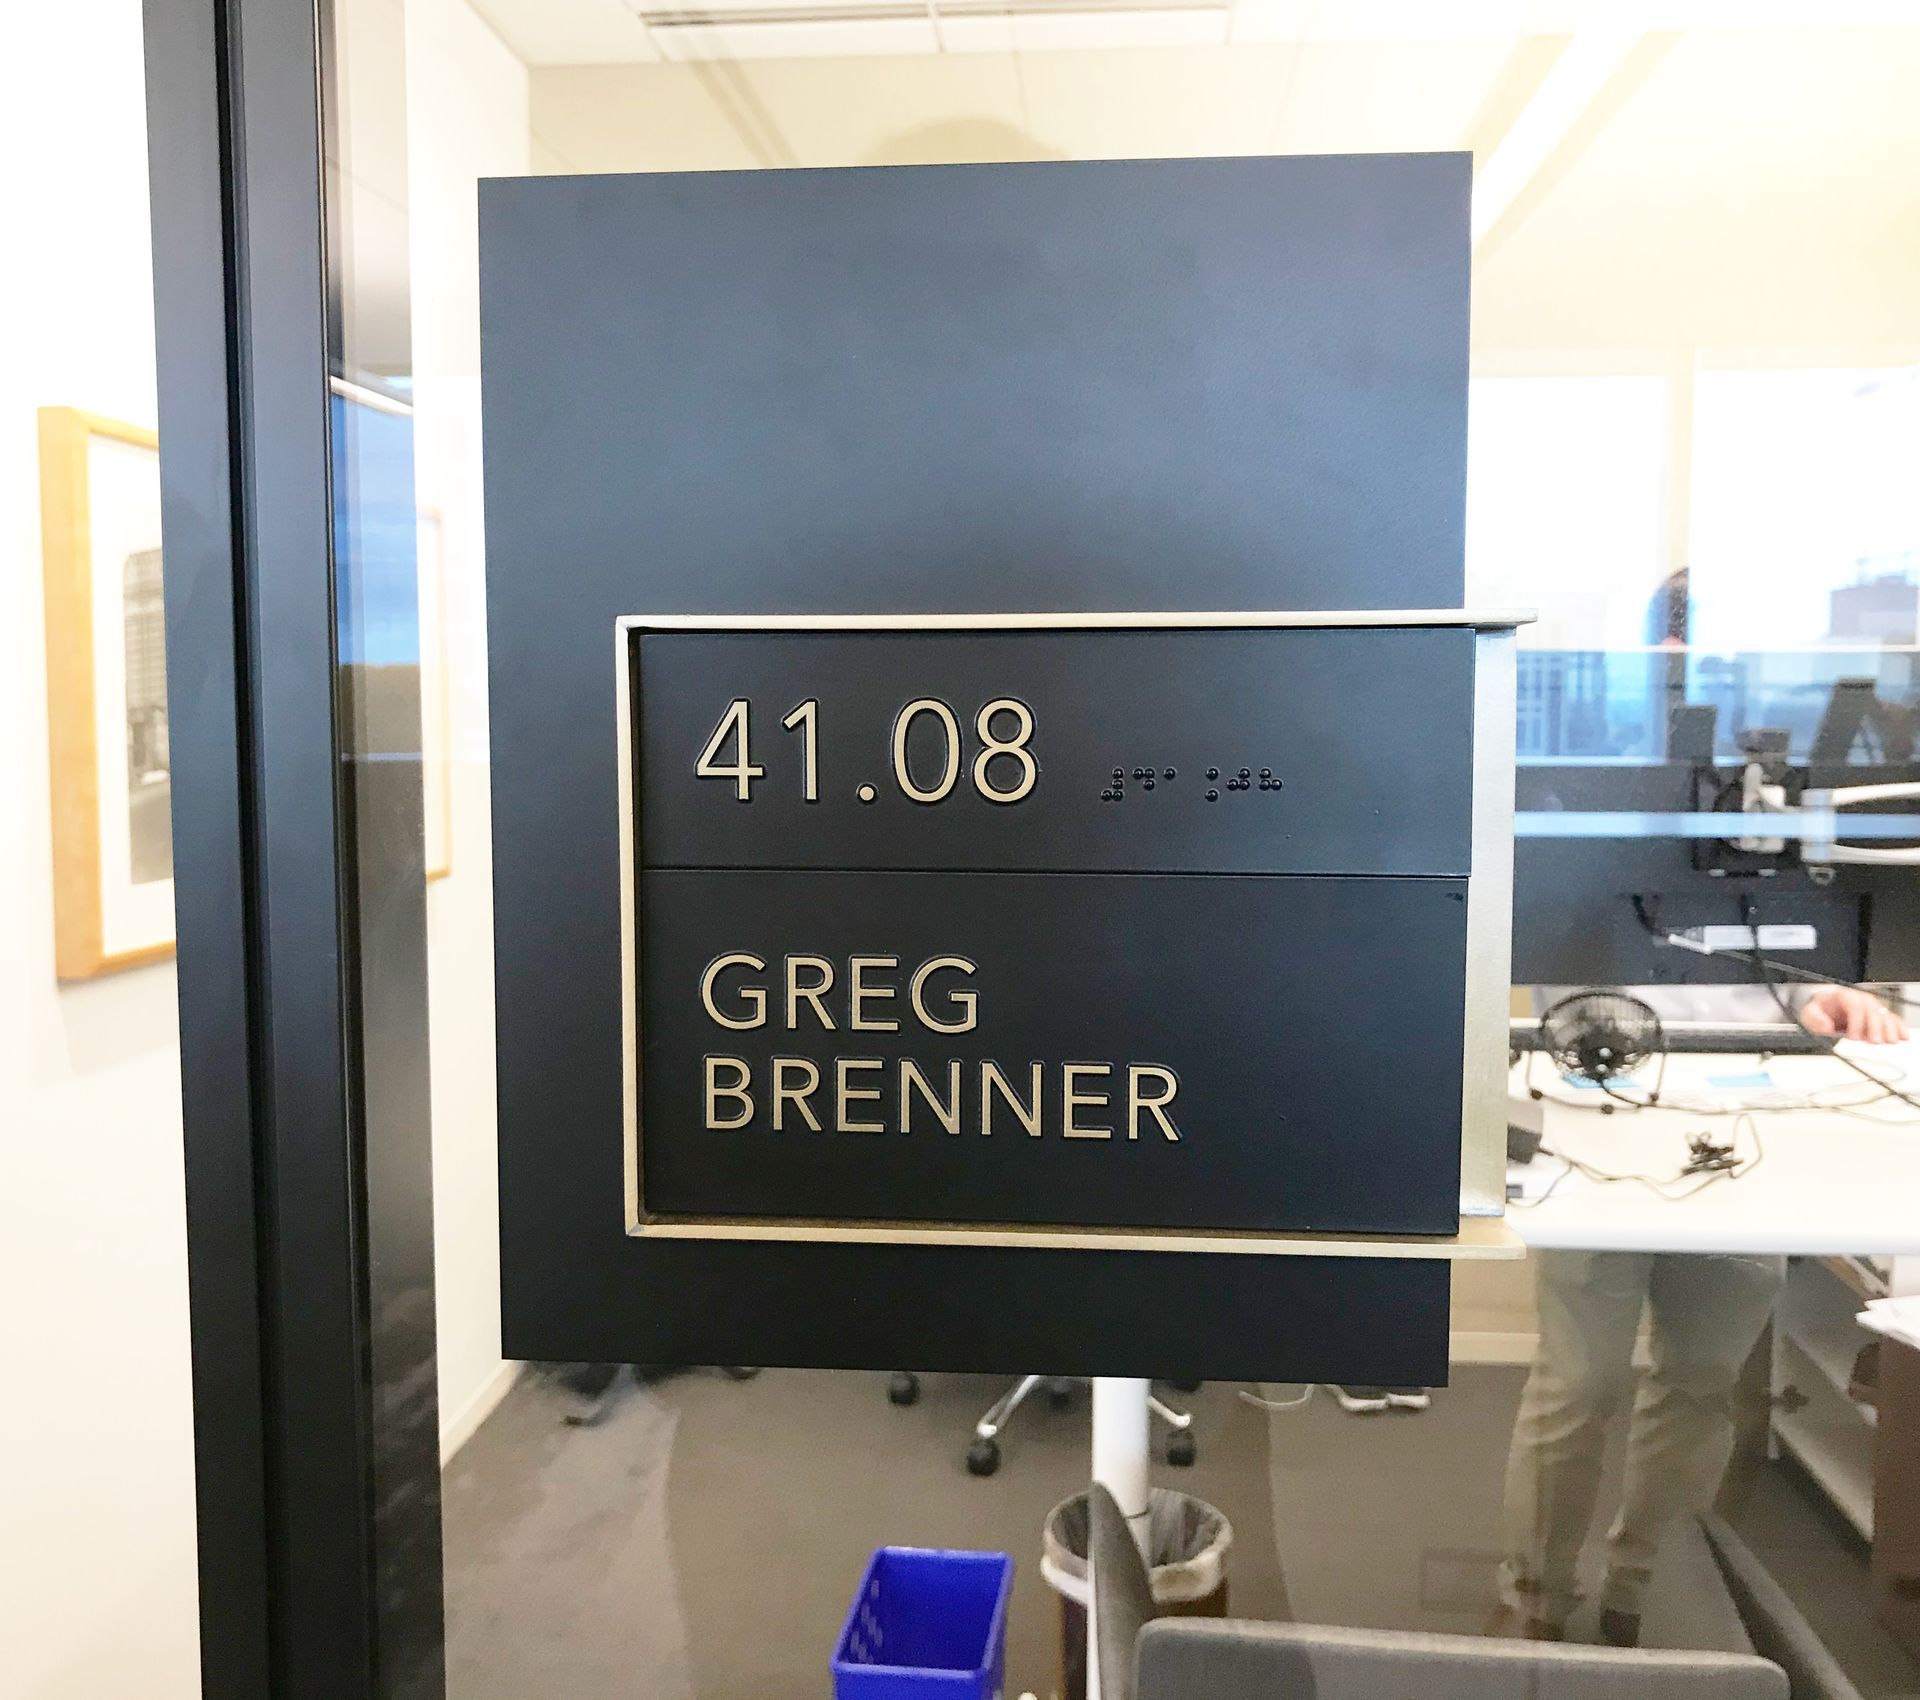 41.08 ⠼⠙⠁⠨⠚⠓
GREG
BRENNER